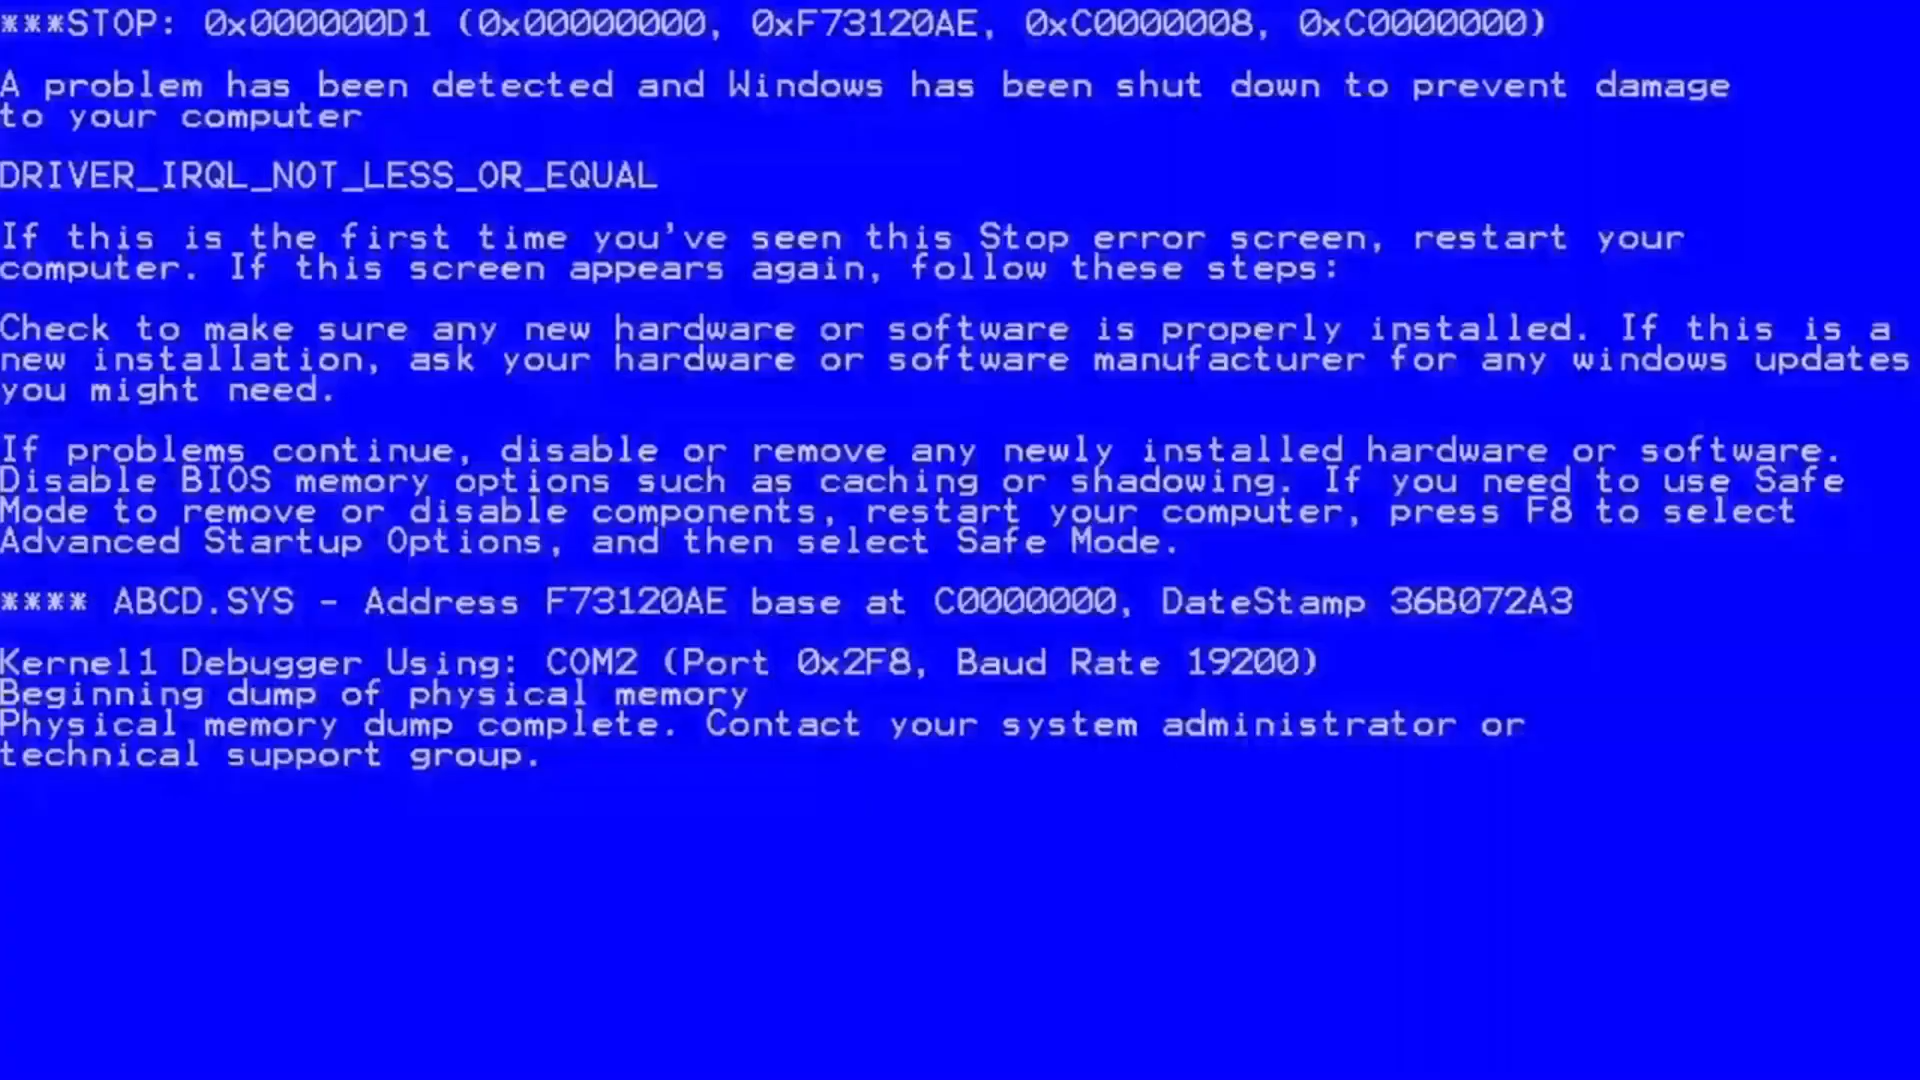 ***STOP: 0x000000D1 (0x00000000, 0xF73120AE, 0xC0000008, 0xC0000000)
A problem has been detected and Windows has been shut down to prevent damage
to your computer
DRIVER_IRQL_NOT_LESS_OR_EQUAL
If this is the first time you've seen this Stop error screen, restart your
computer. If this screen appears again, follow these steps:
Check to make sure any new hardware or software is properly installed. If this is a
new installation, ask your hardware or software manufacturer for any windows updates
you might need.
If problems continue, disable or remove any newly installed hardware or software.
Disable BIOS memory options such as caching or shadowing. If you need to use Safe
Mode to remove or disable components, restart your computer, press F8 to select
Advanced Startup Options, and then select Safe Mode.
**** ABCD.SYS - Address F73120AE base at C0000000, DateStamp 36B072A3
Kernel1 Debugger Using: COM2 (Port 0x2F8, Baud Rate 19200)
Beginning dump of physical memory
Physical memory dump complete. Contact your system administrator or
technical support group.